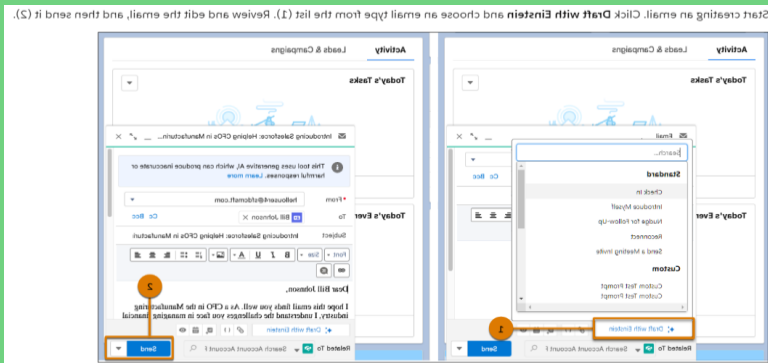 Start creating an email. Click Draft with Einstein and choose an email type from the list (1). Review and edit the email, and then send it (2).
Activity Leads & Campaigns
Today's Tasks
Email
Search...
Cc Bcc
Standard
Check In
Introduce Myself
Nudge for Follow-Up
Reconnect
Send a Meeting Invite
Custom
Custom Test Prompt
Custom Test Prompt
Today's Even
Draft with Einstein
1
Related To Search Account Account F Send
Activity Leads & Campaigns
Today's Tasks
Introducing Salesforce: Helping CFOs in Manufacturin...
This tool uses generative AI, which can produce inaccurate or
harmful responses. Learn more
*From
To Bill Johnson Cc Bcc
Subject Introducing Salesforce: Helping CFOs in Manufacturi
Font Size B I U A
Dear Bill Johnson,
I hope this email finds you well. As a CFO in the Manufacturing
industry, I understand the challenges you face in managing financial
Today's Even
Draft with Einstein
2
Related To Search Account Account F Send